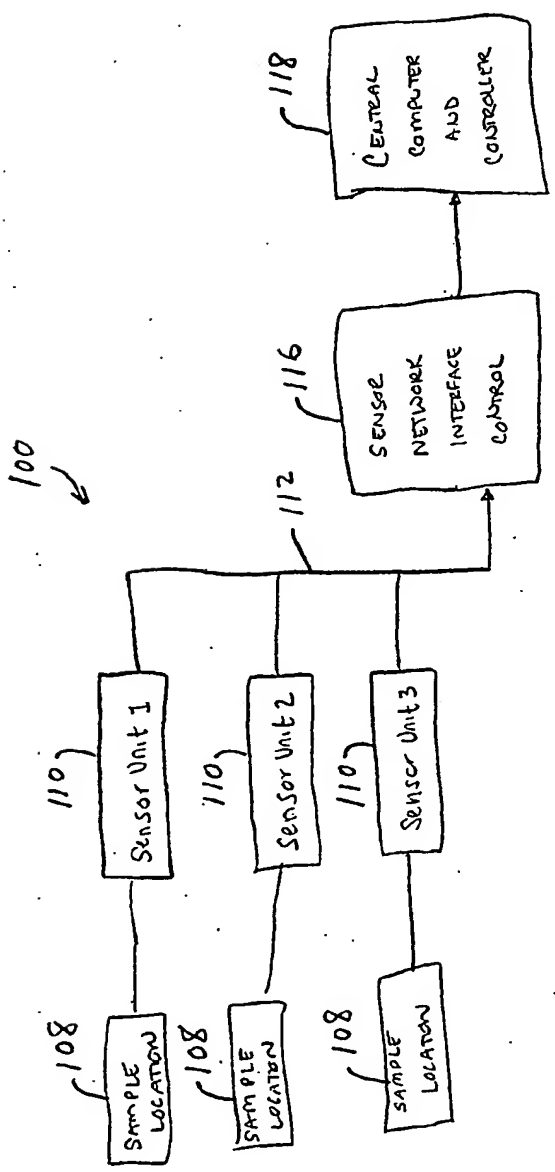 100
108
SAMPLE
LOCATION
110
Sensor Unit 1
108
SAMPLE
LOCATION
110
Sensor Unit 2
108
SAMPLE
LOCATION
110
Sensor Unit 3
112
116
SENSOR
NETWORK
INTERFACE
CONTROL
118
CENTRAL
COMPUTER
AND
CONTROLLER